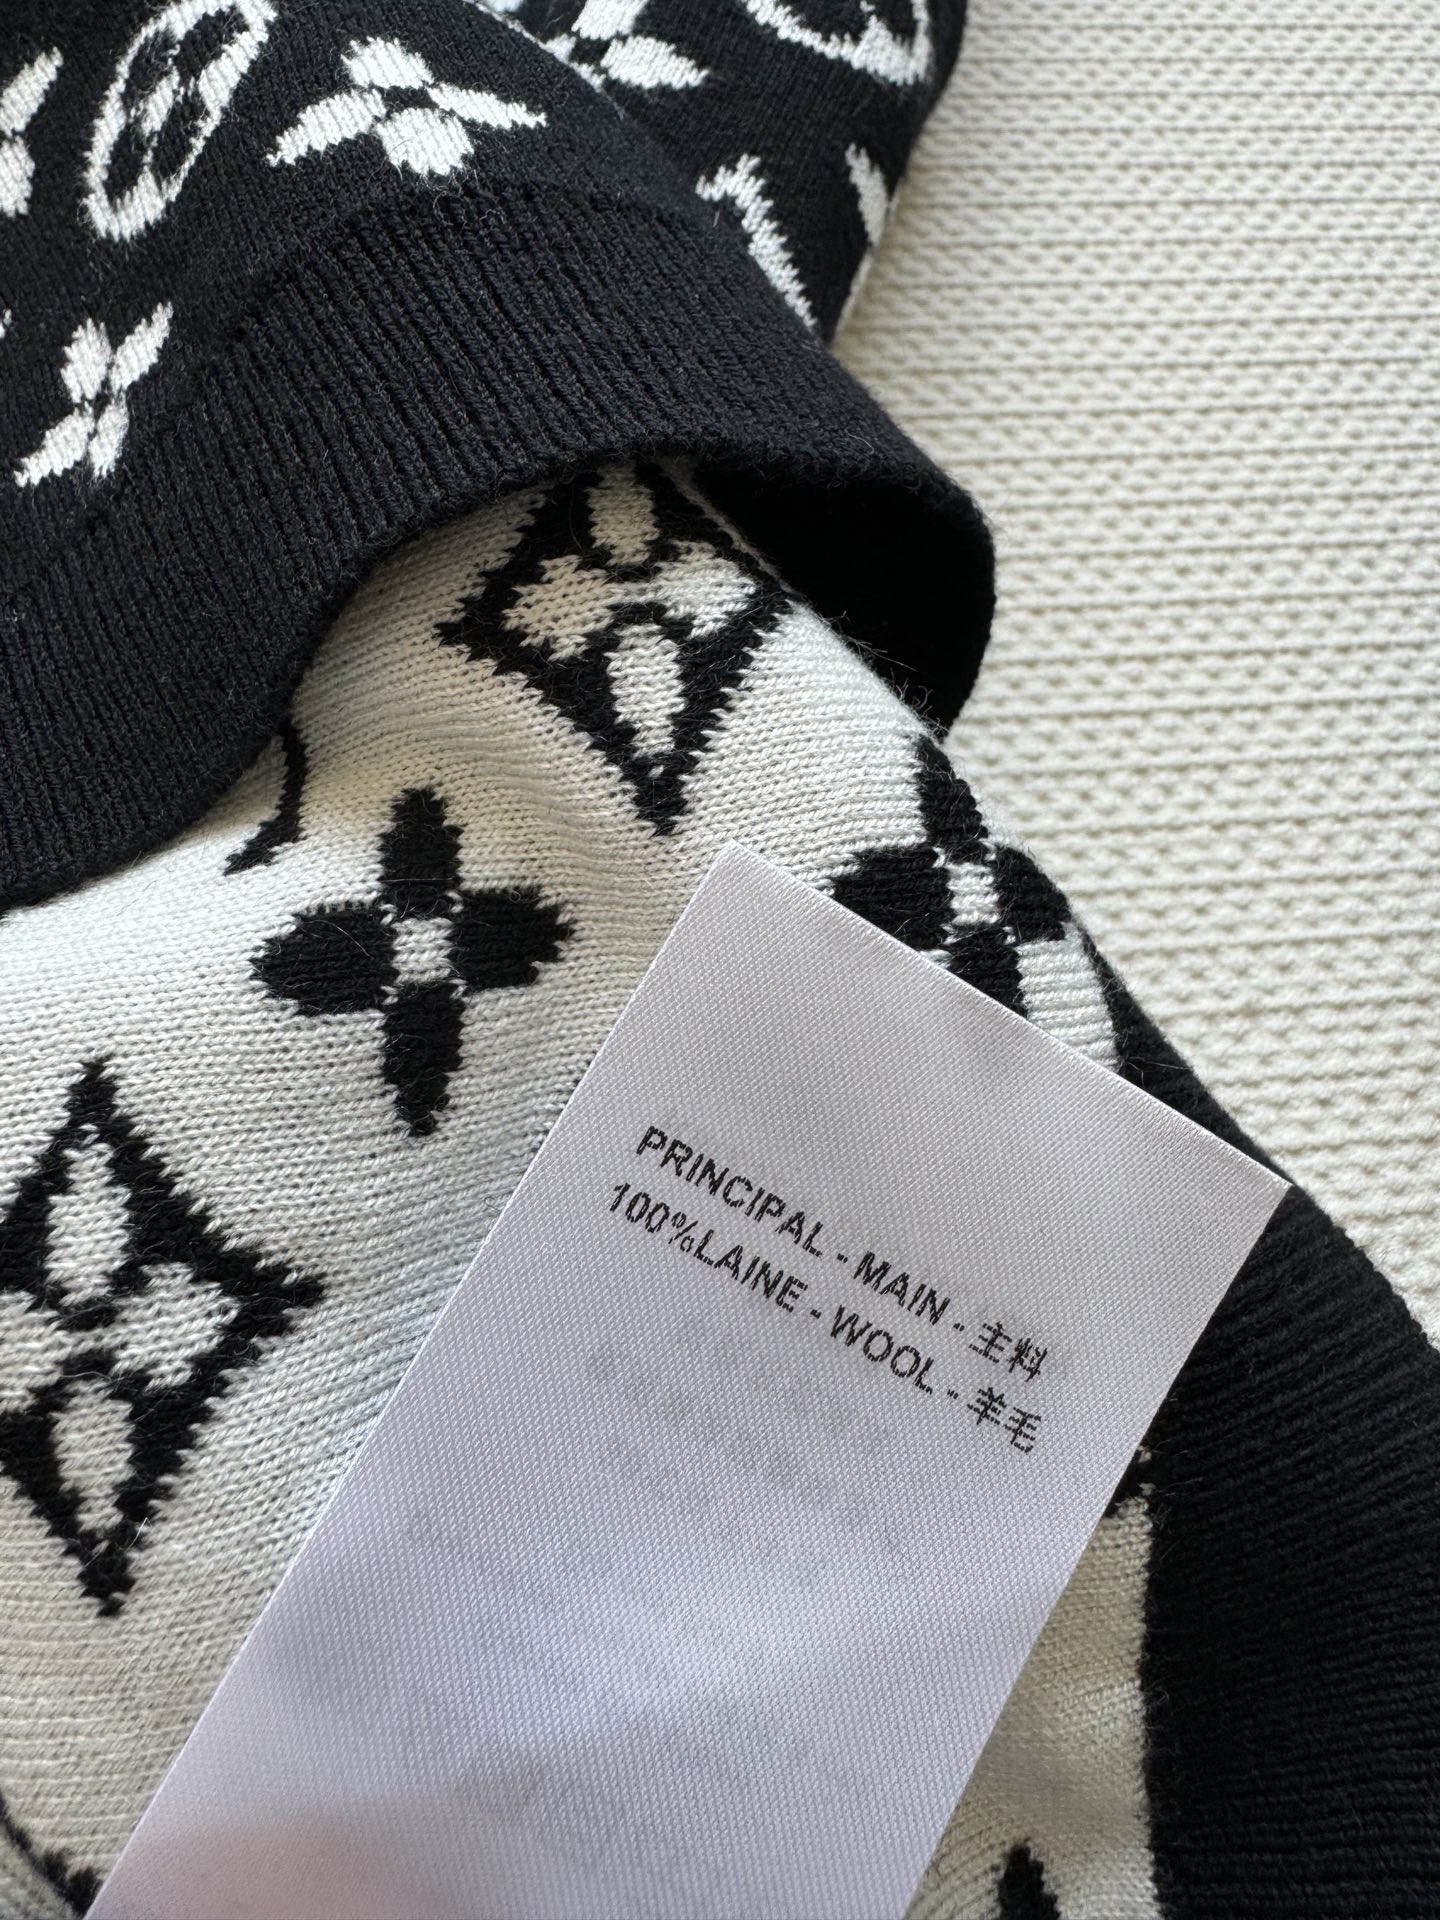 PRINCIPAL - MAIN - 主料
100%LAINE - WOOL - 羊毛